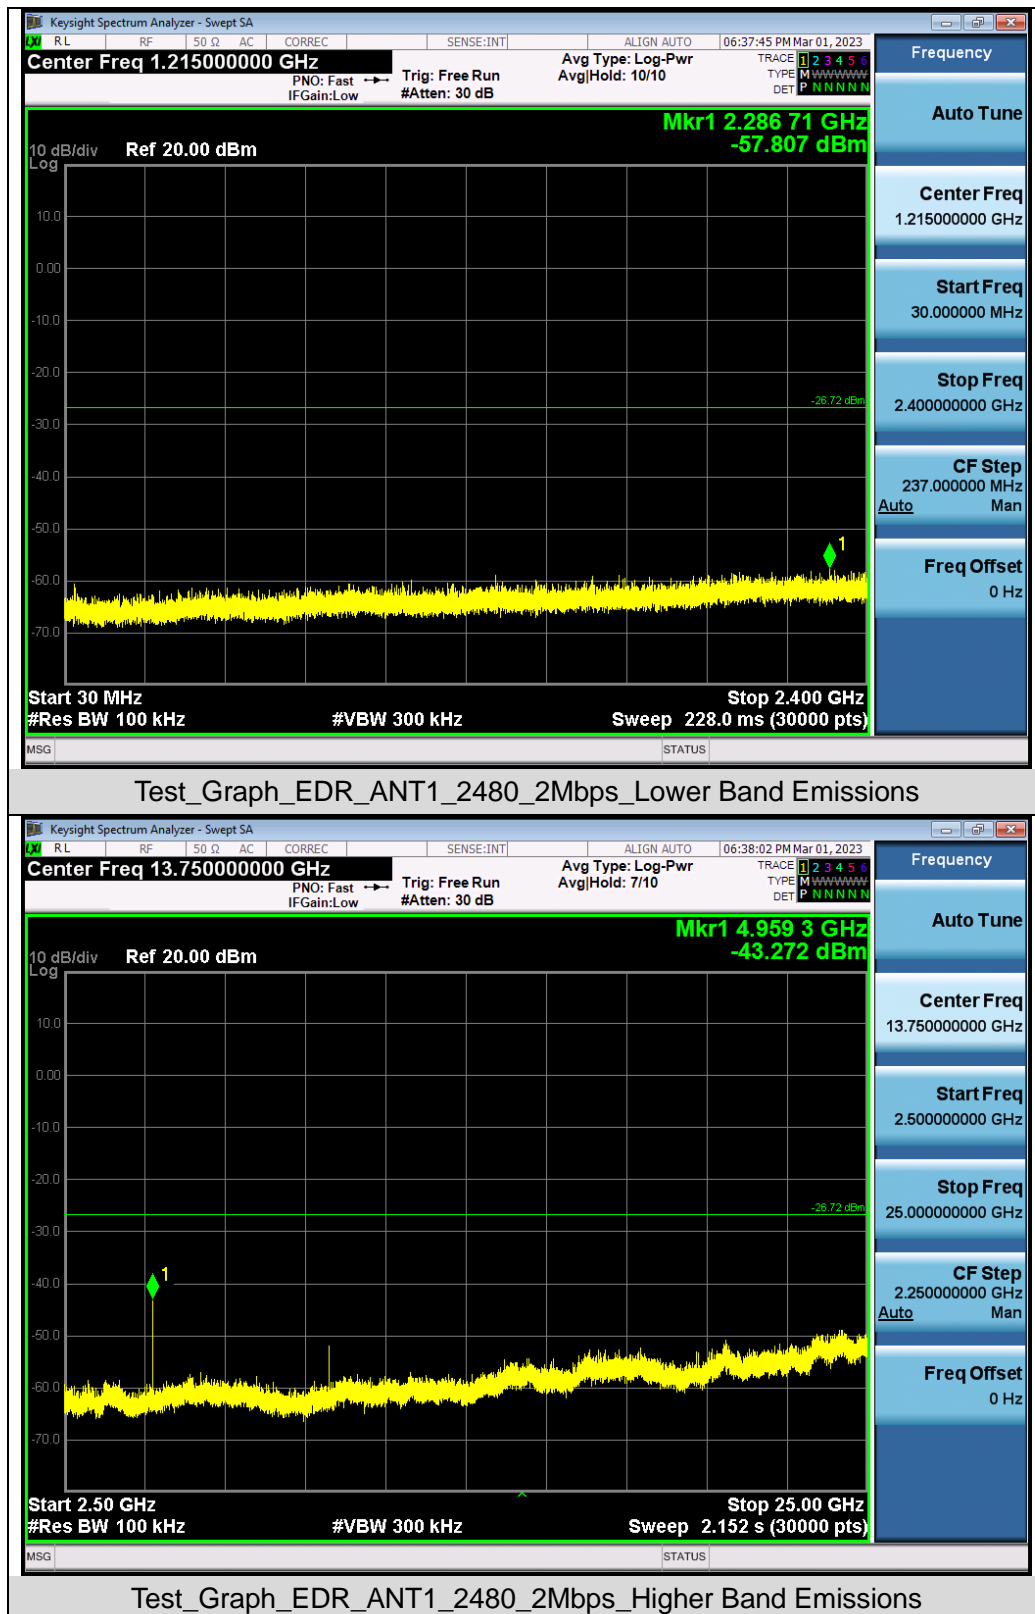 Keysight Spectrum Analyzer - Swept SA
LXI RL RF 50 Ω AC CORREC SENSE:INT ALIGN AUTO 06:37:45 PM Mar 01, 2023
Center Freq 1.215000000 GHz
PNO: Fast
IFGain:Low
Trig: Free Run
#Atten: 30 dB
Avg Type: Log-Pwr
Avg|Hold: 10/10
TRACE 1 2 3 4 5 6
TYPE M WWWWW
DET P N N N N N
Mkr1 2.286 71 GHz
-57.807 dBm
10 dB/div Ref 20.00 dBm
Log
10.0
0.00
-10.0
-20.0
-26.72 dBm
-30.0
-40.0
-50.0
1
-60.0
-70.0
Start 30 MHz Stop 2.400 GHz
#Res BW 100 kHz #VBW 300 kHz Sweep 228.0 ms (30000 pts)
MSG STATUS
Frequency
Auto Tune
Center Freq
1.215000000 GHz
Start Freq
30.000000 MHz
Stop Freq
2.400000000 GHz
CF Step
237.000000 MHz
Auto Man
Freq Offset
0 Hz
Test_Graph_EDR_ANT1_2480_2Mbps_Lower Band Emissions
Keysight Spectrum Analyzer - Swept SA
LXI RL RF 50 Ω AC CORREC SENSE:INT ALIGN AUTO 06:38:02 PM Mar 01, 2023
Center Freq 13.750000000 GHz
PNO: Fast
IFGain:Low
Trig: Free Run
#Atten: 30 dB
Avg Type: Log-Pwr
Avg|Hold: 7/10
TRACE 1 2 3 4 5 6
TYPE M WWWWW
DET P N N N N N
Mkr1 4.959 3 GHz
-43.272 dBm
10 dB/div Ref 20.00 dBm
Log
10.0
0.00
-10.0
-20.0
-26.72 dBm
-30.0
1
-40.0
-50.0
-60.0
-70.0
Start 2.50 GHz Stop 25.00 GHz
#Res BW 100 kHz #VBW 300 kHz Sweep 2.152 s (30000 pts)
MSG STATUS
Frequency
Auto Tune
Center Freq
13.750000000 GHz
Start Freq
2.500000000 GHz
Stop Freq
25.000000000 GHz
CF Step
2.250000000 GHz
Auto Man
Freq Offset
0 Hz
Test_Graph_EDR_ANT1_2480_2Mbps_Higher Band Emissions